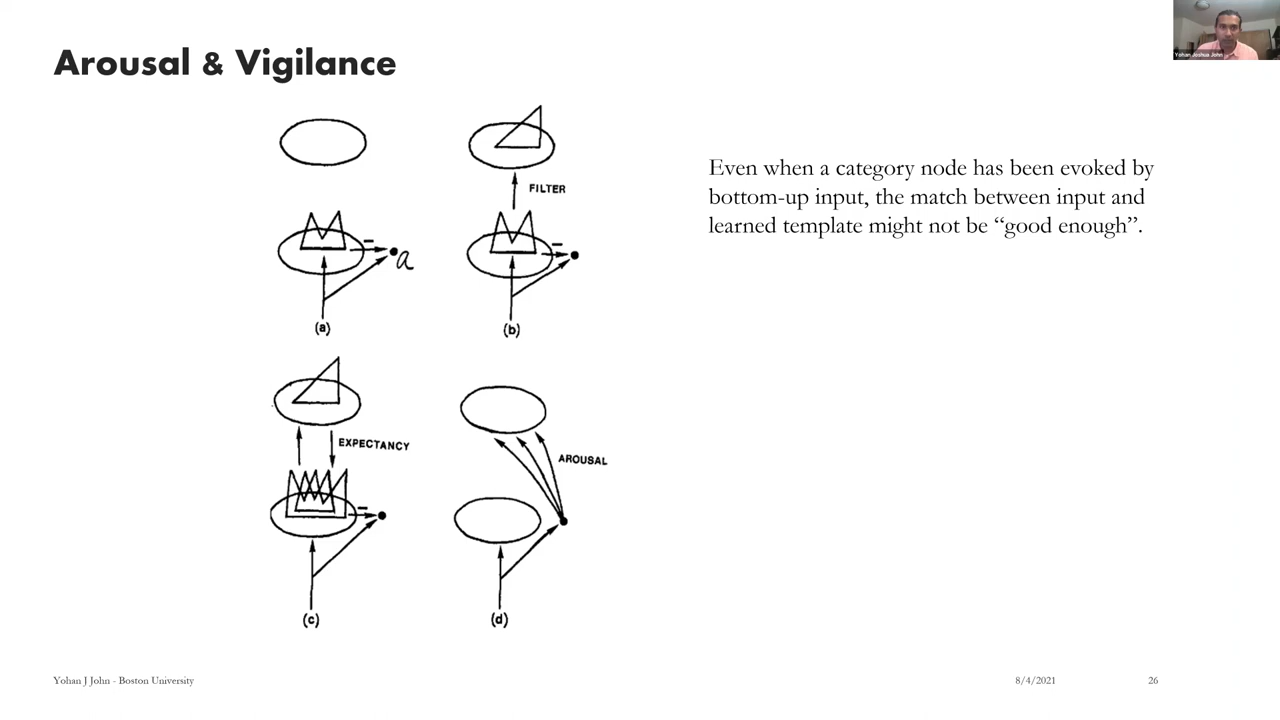 Arousal & Vigilance
Yohan Joshua John
FILTER
a
(a)
(b)
Even when a category node has been evoked by
bottom-up input, the match between input and
learned template might not be “good enough”.
EXPECTANCY
AROUSAL
(c)
(d)
Yohan J John - Boston University
8/4/2021
26